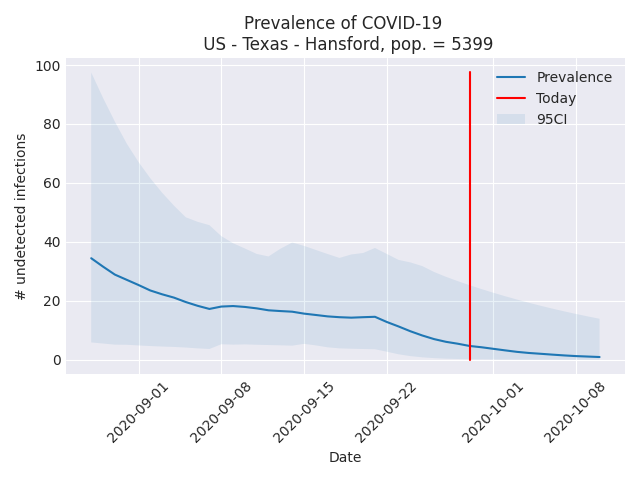 Prevalence of COVID-19
US - Texas - Hansford, pop. = 5399
100
80
60
40
20
0
# undetected infections
Prevalence
Today
95CI
2020-09-01
2020-09-08
2020-09-15
2020-09-22
2020-10-01
2020-10-08
Date